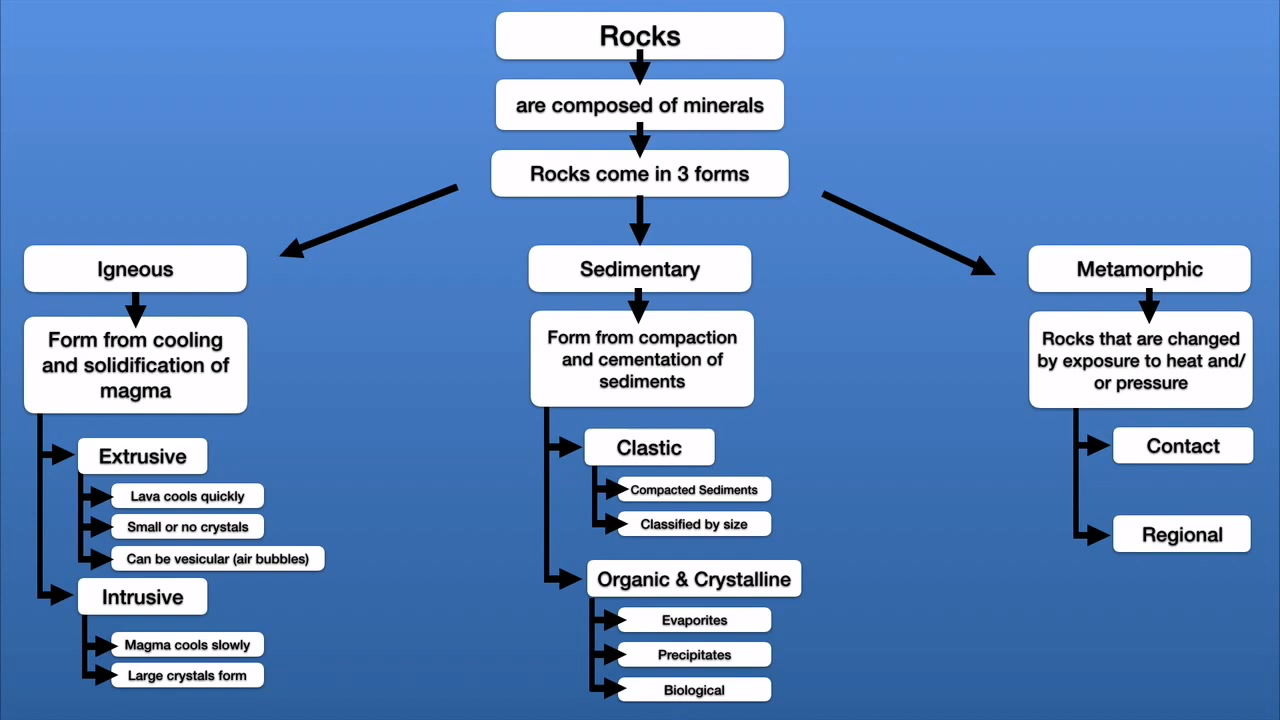 Rocks
are composed of minerals
Rocks come in 3 forms
Igneous
Form from cooling
and solidification of
magma
Extrusive
Lava cools quickly
Small or no crystals
Can be vesicular (air bubbles)
Intrusive
Magma cools slowly
Large crystals form
Sedimentary
Form from compaction
and cementation of
sediments
Clastic
Compacted Sediments
Classified by size
Organic & Crystalline
Evaporites
Precipitates
Biological
Metamorphic
Rocks that are changed
by exposure to heat and/
or pressure
Contact
Regional